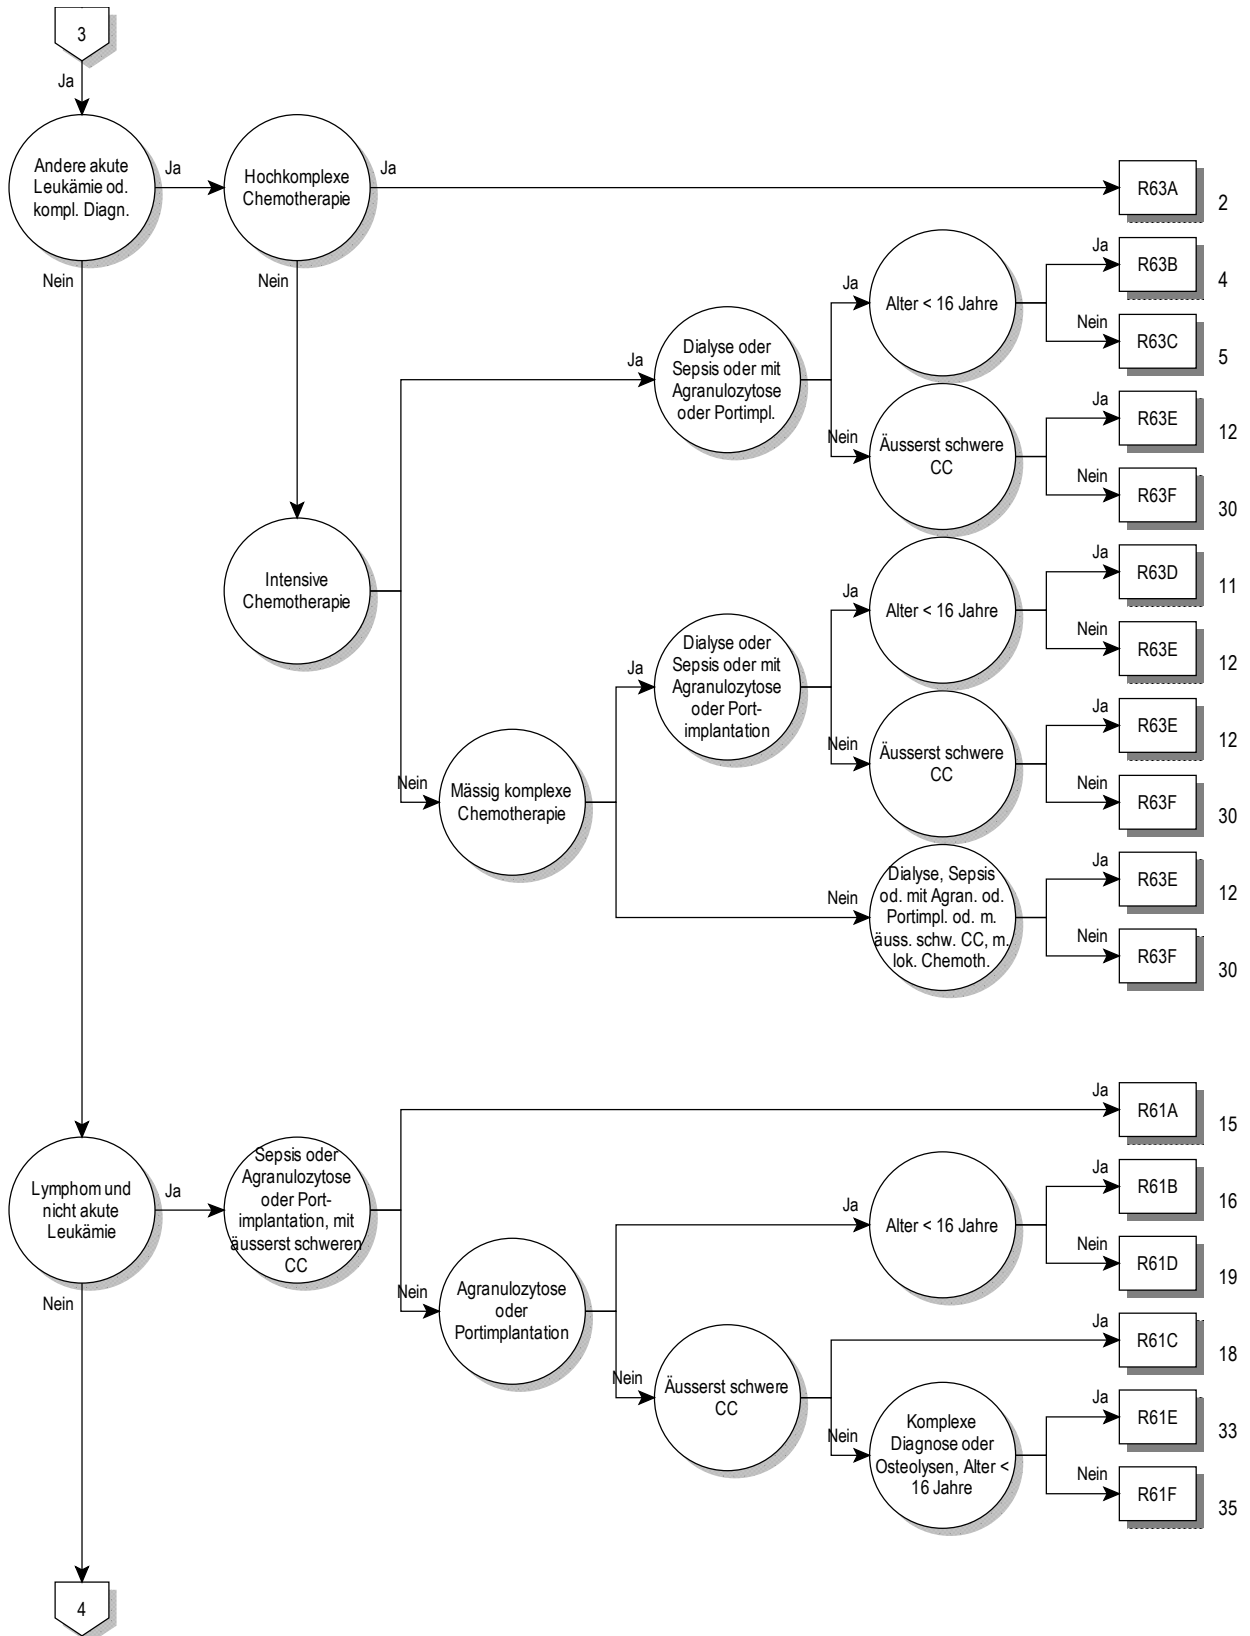 3
Ja
Andere akute
Leukämie od.
kompl. Diagn.
Ja
Hochkomplexe
Chemotherapie
Ja
R63A
2
Nein
Nein
Intensive
Chemotherapie
Ja
Dialyse oder
Sepsis oder mit
Agranulozytose
oder Portimpl.
Ja
Alter < 16 Jahre
Ja
R63B
4
Nein
R63C
5
Nein
Äusserst schwere
CC
Ja
R63E
12
Nein
R63F
30
Nein
Mässig komplexe
Chemotherapie
Ja
Dialyse oder
Sepsis oder mit
Agranulozytose
oder Port-
implantation
Ja
Alter < 16 Jahre
Ja
R63D
11
Nein
R63E
12
Nein
Äusserst schwere
CC
Ja
R63E
12
Nein
R63F
30
Nein
Dialyse, Sepsis
od. mit Agran. od.
Portimpl. od. m.
äuss. schw. CC, m.
lok. Chemoth.
Ja
R63E
12
Nein
R63F
30
Lymphom und
nicht akute
Leukämie
Ja
Sepsis oder
Agranulozytose
oder Port-
implantation, mit
äusserst schweren
CC
Ja
R61A
15
Nein
Agranulozytose
oder
Portimplantation
Ja
Alter < 16 Jahre
Ja
R61B
16
Nein
R61D
19
Nein
Äusserst schwere
CC
Ja
R61C
18
Nein
Komplexe
Diagnose oder
Osteolysen, Alter <
16 Jahre
Ja
R61E
33
Nein
R61F
35
Nein
4